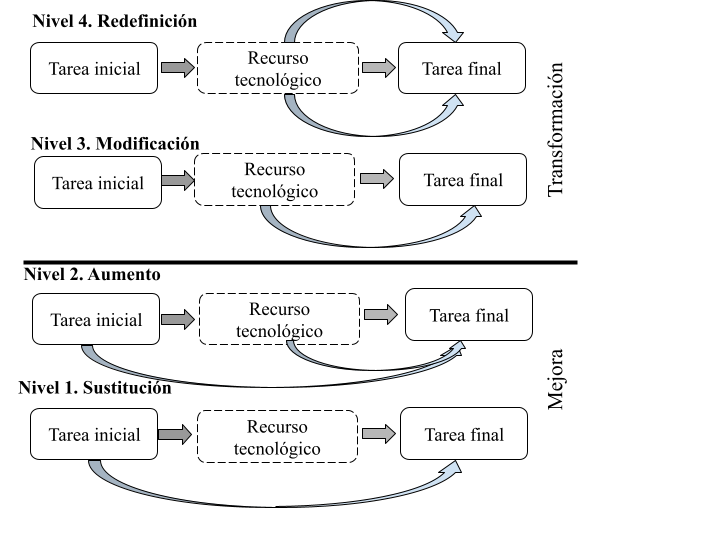 Nivel 4. Redefinición
Tarea inicial
Recurso
tecnológico
Tarea final
Nivel 3. Modificación
Tarea inicial
Recurso
tecnológico
Tarea final
Transformación
Nivel 2. Aumento
Tarea inicial
Recurso
tecnológico
Tarea final
Nivel 1. Sustitución
Tarea inicial
Recurso
tecnológico
Tarea final
Mejora